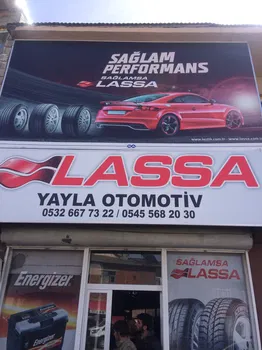 SAĞLAM
PERFORMANS
SAĞLAMSA
LASSA
LASSA
YAYLA OTOMOTİV
0532 667 73 22 / 0545 568 20 30
Energizer
SAĞLAMSA
LASSA